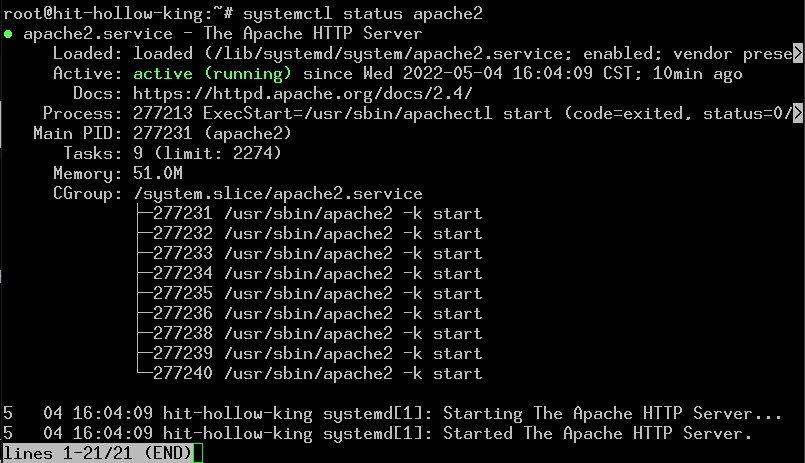 root@hit-hollow-king:~# systemctl status apache2
● apache2.service - The Apache HTTP Server
     Loaded: loaded (/lib/systemd/system/apache2.service; enabled; vendor prese>
     Active: active (running) since Wed 2022-05-04 16:04:09 CST; 10min ago
       Docs: https://httpd.apache.org/docs/2.4/
    Process: 277213 ExecStart=/usr/sbin/apachectl start (code=exited, status=0/>
   Main PID: 277231 (apache2)
      Tasks: 9 (limit: 2274)
     Memory: 51.0M
     CGroup: /system.slice/apache2.service
             ├─277231 /usr/sbin/apache2 -k start
             ├─277232 /usr/sbin/apache2 -k start
             ├─277233 /usr/sbin/apache2 -k start
             ├─277234 /usr/sbin/apache2 -k start
             ├─277235 /usr/sbin/apache2 -k start
             ├─277236 /usr/sbin/apache2 -k start
             ├─277238 /usr/sbin/apache2 -k start
             ├─277239 /usr/sbin/apache2 -k start
             └─277240 /usr/sbin/apache2 -k start
5   04 16:04:09 hit-hollow-king systemd[1]: Starting The Apache HTTP Server...
5   04 16:04:09 hit-hollow-king systemd[1]: Started The Apache HTTP Server.
lines 1-21/21 (END)